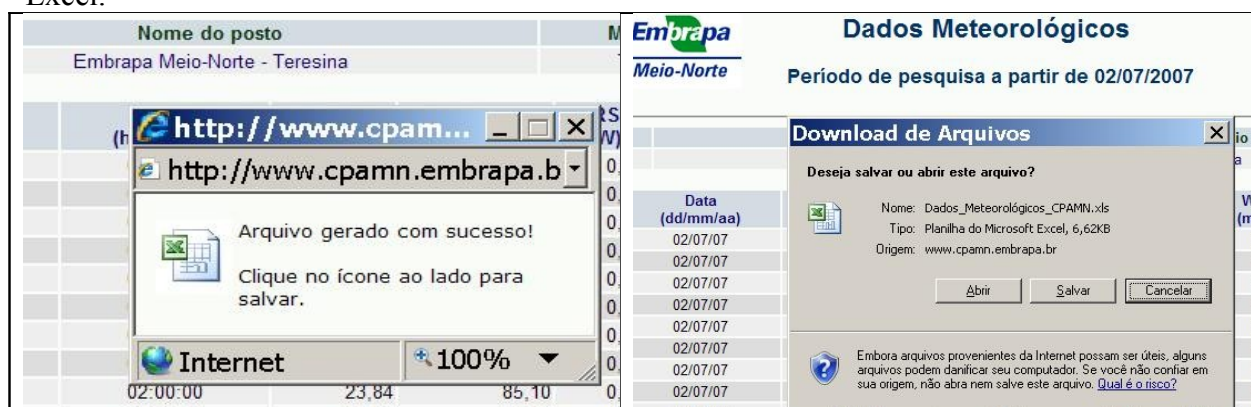 Excel.
Nome do posto
Embrapa Meio-Norte - Teresina
http://www.cpam...
http://www.cpamn.embrapa.b
Arquivo gerado com sucesso!
Clique no ícone ao lado para
salvar.
Internet
100%
02:00:00 23,84 85,10 0,
Embrapa
Meio-Norte
Dados Meteorológicos
Período de pesquisa a partir de 02/07/2007
Download de Arquivos
Deseja salvar ou abrir este arquivo?
Nome: Dados_Meteorológicos_CPAMN.xls
Tipo: Planilha do Microsoft Excel, 6,62KB
Origem: www.cpamn.embrapa.br
Abrir Salvar Cancelar
Embora arquivos provenientes da Internet possam ser úteis, alguns
arquivos podem danificar seu computador. Se você não confiar em
sua origem, não abra nem salve este arquivo. Qual é o risco?
Data
(dd/mm/aa)
02/07/07
02/07/07
02/07/07
02/07/07
02/07/07
02/07/07
02/07/07
02/07/07